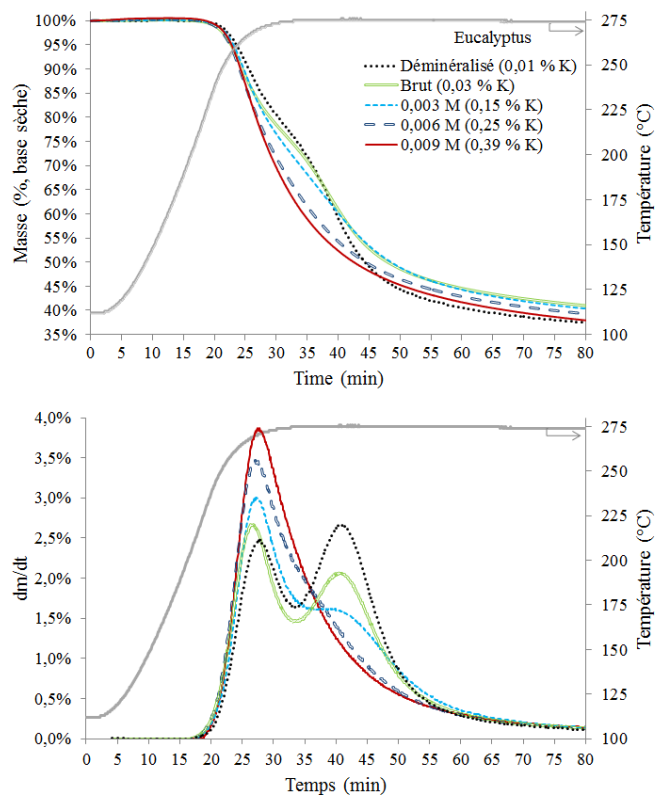 Eucalyptus
Déminéralisé (0,01 % K)
Brut (0,03 % K)
0,003 M (0,15 % K)
0,006 M (0,25 % K)
0,009 M (0,39 % K)
Masse (%, base sèche)
100%
95%
90%
85%
80%
75%
70%
65%
60%
55%
50%
45%
40%
35%
0 5 10 15 20 25 30 35 40 45 50 55 60 65 70 75 80
Time (min)
275
250
225
200
175
150
125
100
Température (°C)
dm/dt
4,0%
3,5%
3,0%
2,5%
2,0%
1,5%
1,0%
0,5%
0,0%
0 5 10 15 20 25 30 35 40 45 50 55 60 65 70 75 80
Temps (min)
275
250
225
200
175
150
125
100
Température (°C)